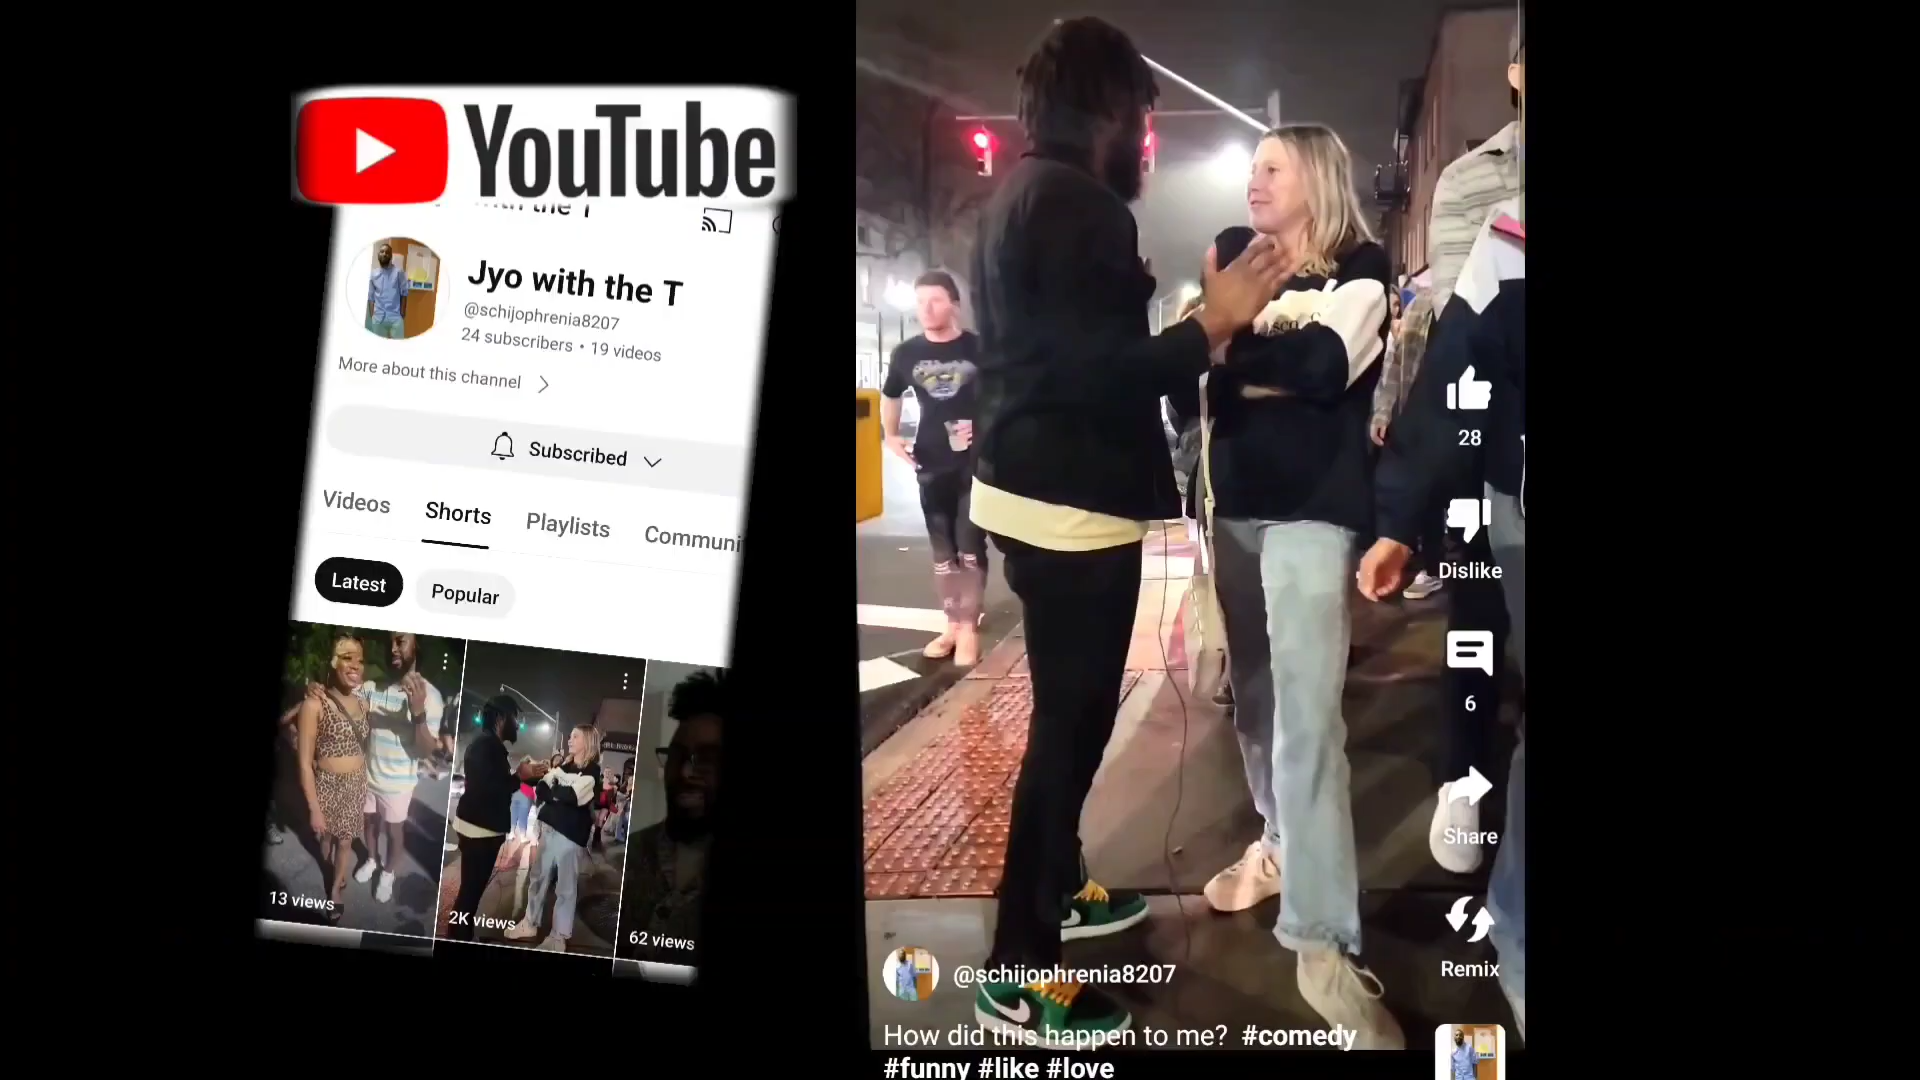 YouTube
with the T
Jyo with the T
@schijophrenia8207
24 subscribers • 19 videos
More about this channel
Subscribed
Videos Shorts Playlists Communi
Latest Popular
13 views
2K views
62 views
28
Dislike
6
Share
Remix
@schijophrenia8207
How did this happen to me? #comedy
#funny #like #love